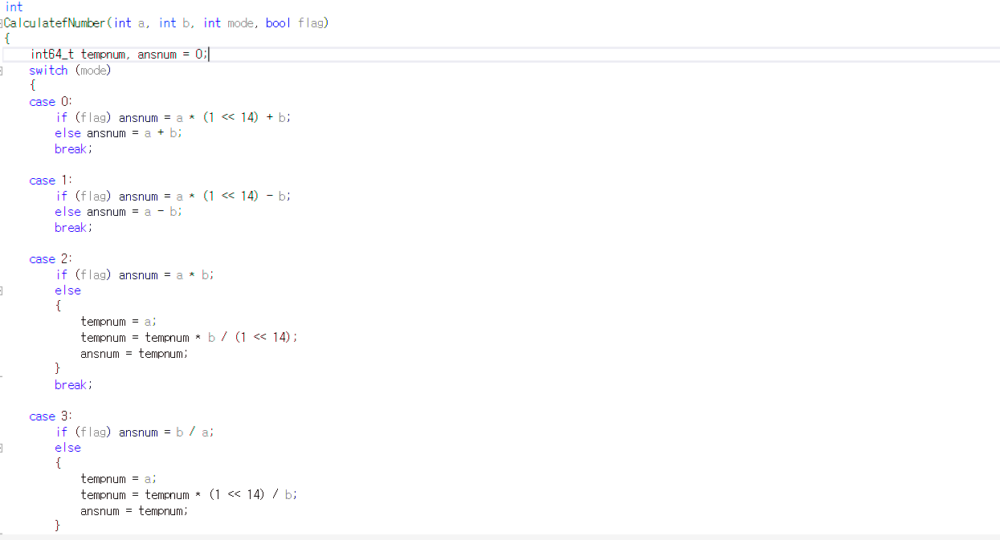 int
CalculatefNumber(int a, int b, int mode, bool flag)
{
int64_t tempnum, ansnum = 0;
switch (mode)
{
case 0:
if (flag) ansnum = a * (1 << 14) + b;
else ansnum = a + b;
break;
case 1:
if (flag) ansnum = a * (1 << 14) - b;
else ansnum = a - b;
break;
case 2:
if (flag) ansnum = a * b;
else
{
tempnum = a;
tempnum = tempnum * b / (1 << 14);
ansnum = tempnum;
}
break;
case 3:
if (flag) ansnum = b / a;
else
{
tempnum = a;
tempnum = tempnum * (1 << 14) / b;
ansnum = tempnum;
}